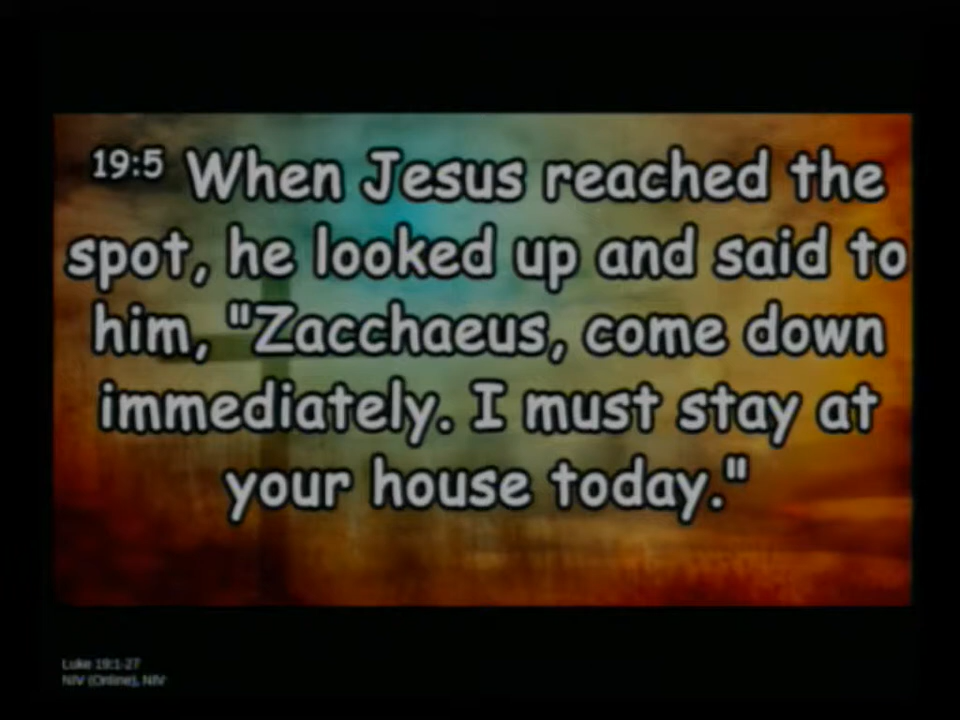 19:5 When Jesus reached the
spot, he looked up and said to
him, "Zacchaeus, come down
immediately. I must stay at
your house today."
Luke 19:1-27
NIV (Online), NIV